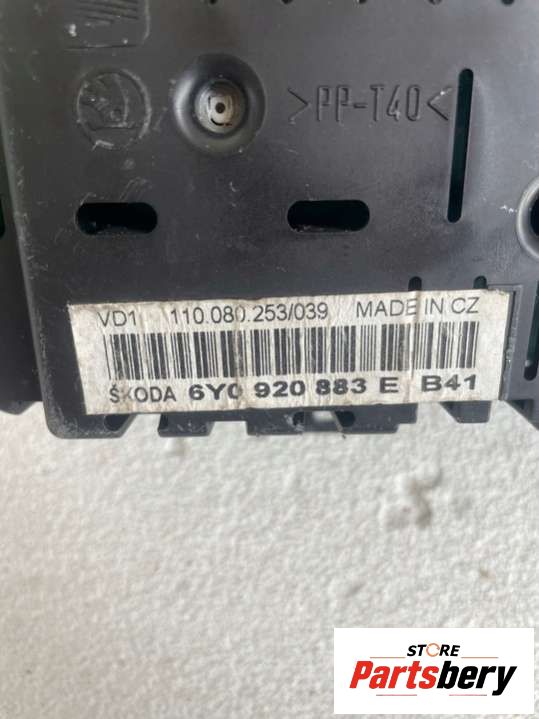 >PP-T40<
VD1 110.080.253/039 MADE IN CZ
ŠKODA 6Y0 920 883 E B41
STORE
Partsbery